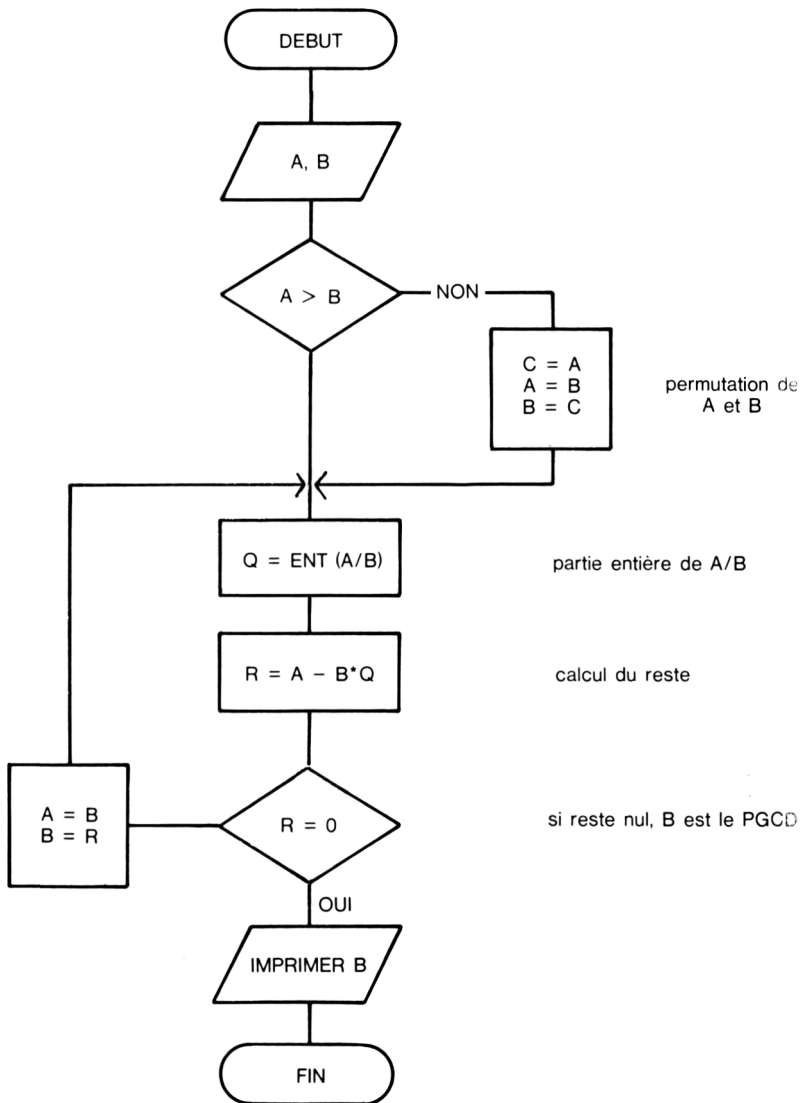 DEBUT
A, B
A > B
NON
C = A
A = B
B = C
permutation de
A et B
Q = ENT (A/B)
partie entière de A/B
R = A – B*Q
calcul du reste
A = B
B = R
R = 0
si reste nul, B est le PGCD
OUI
IMPRIMER B
FIN